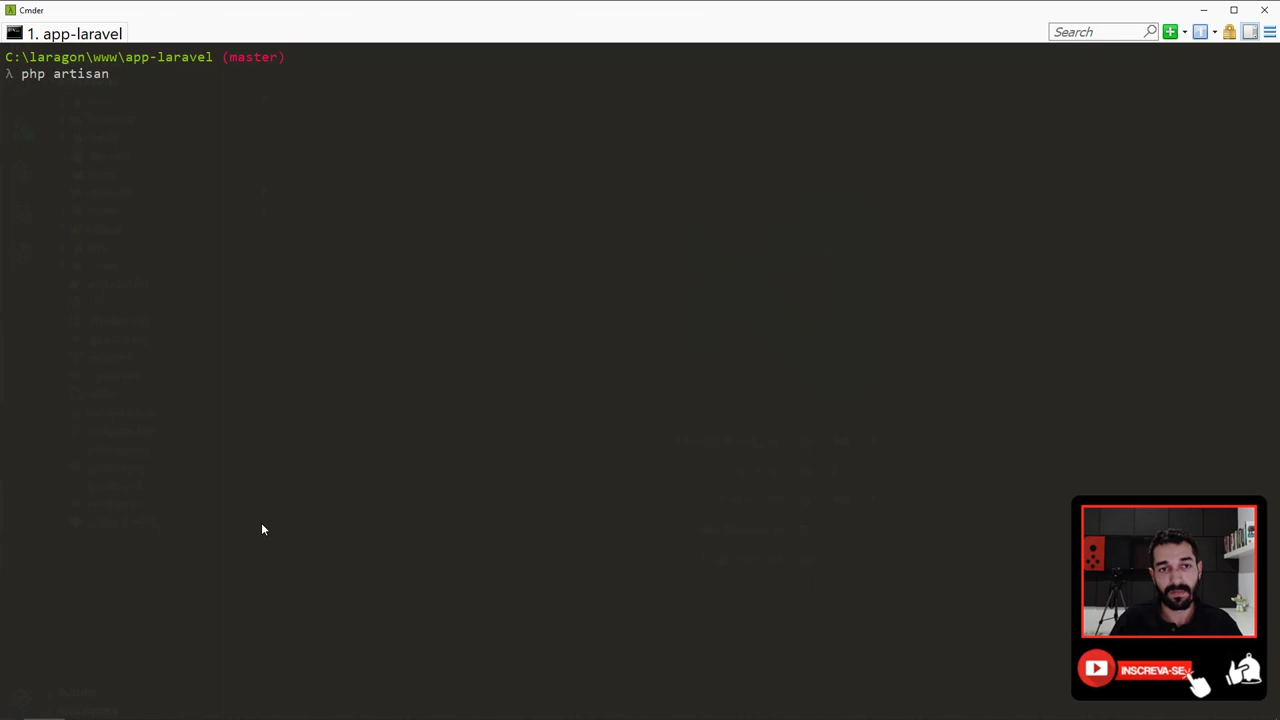 Cmder
1. app-laravel
Search
C:\laragon\www\app-laravel (master)
λ php artisan
INSCREVA-SE